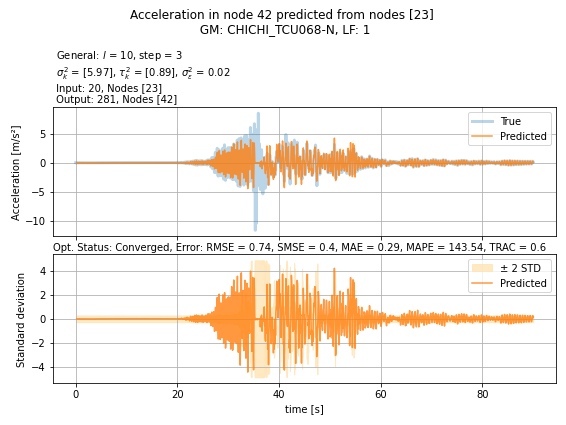 Acceleration in node 42 predicted from nodes [23]
GM: CHICHI_TCU068-N, LF: 1
General: l = 10, step = 3
σ²ₖ = [5.97], τ²ₖ = [0.89], σ²ε = 0.02
Input: 20, Nodes [23]
Output: 281, Nodes [42]
Acceleration [m/s²]
5
0
−5
−10
True
Predicted
Opt. Status: Converged, Error: RMSE = 0.74, SMSE = 0.4, MAE = 0.29, MAPE = 143.54, TRAC = 0.6
Standard deviation
4
2
0
−2
−4
± 2 STD
Predicted
0 20 40 60 80
time [s]